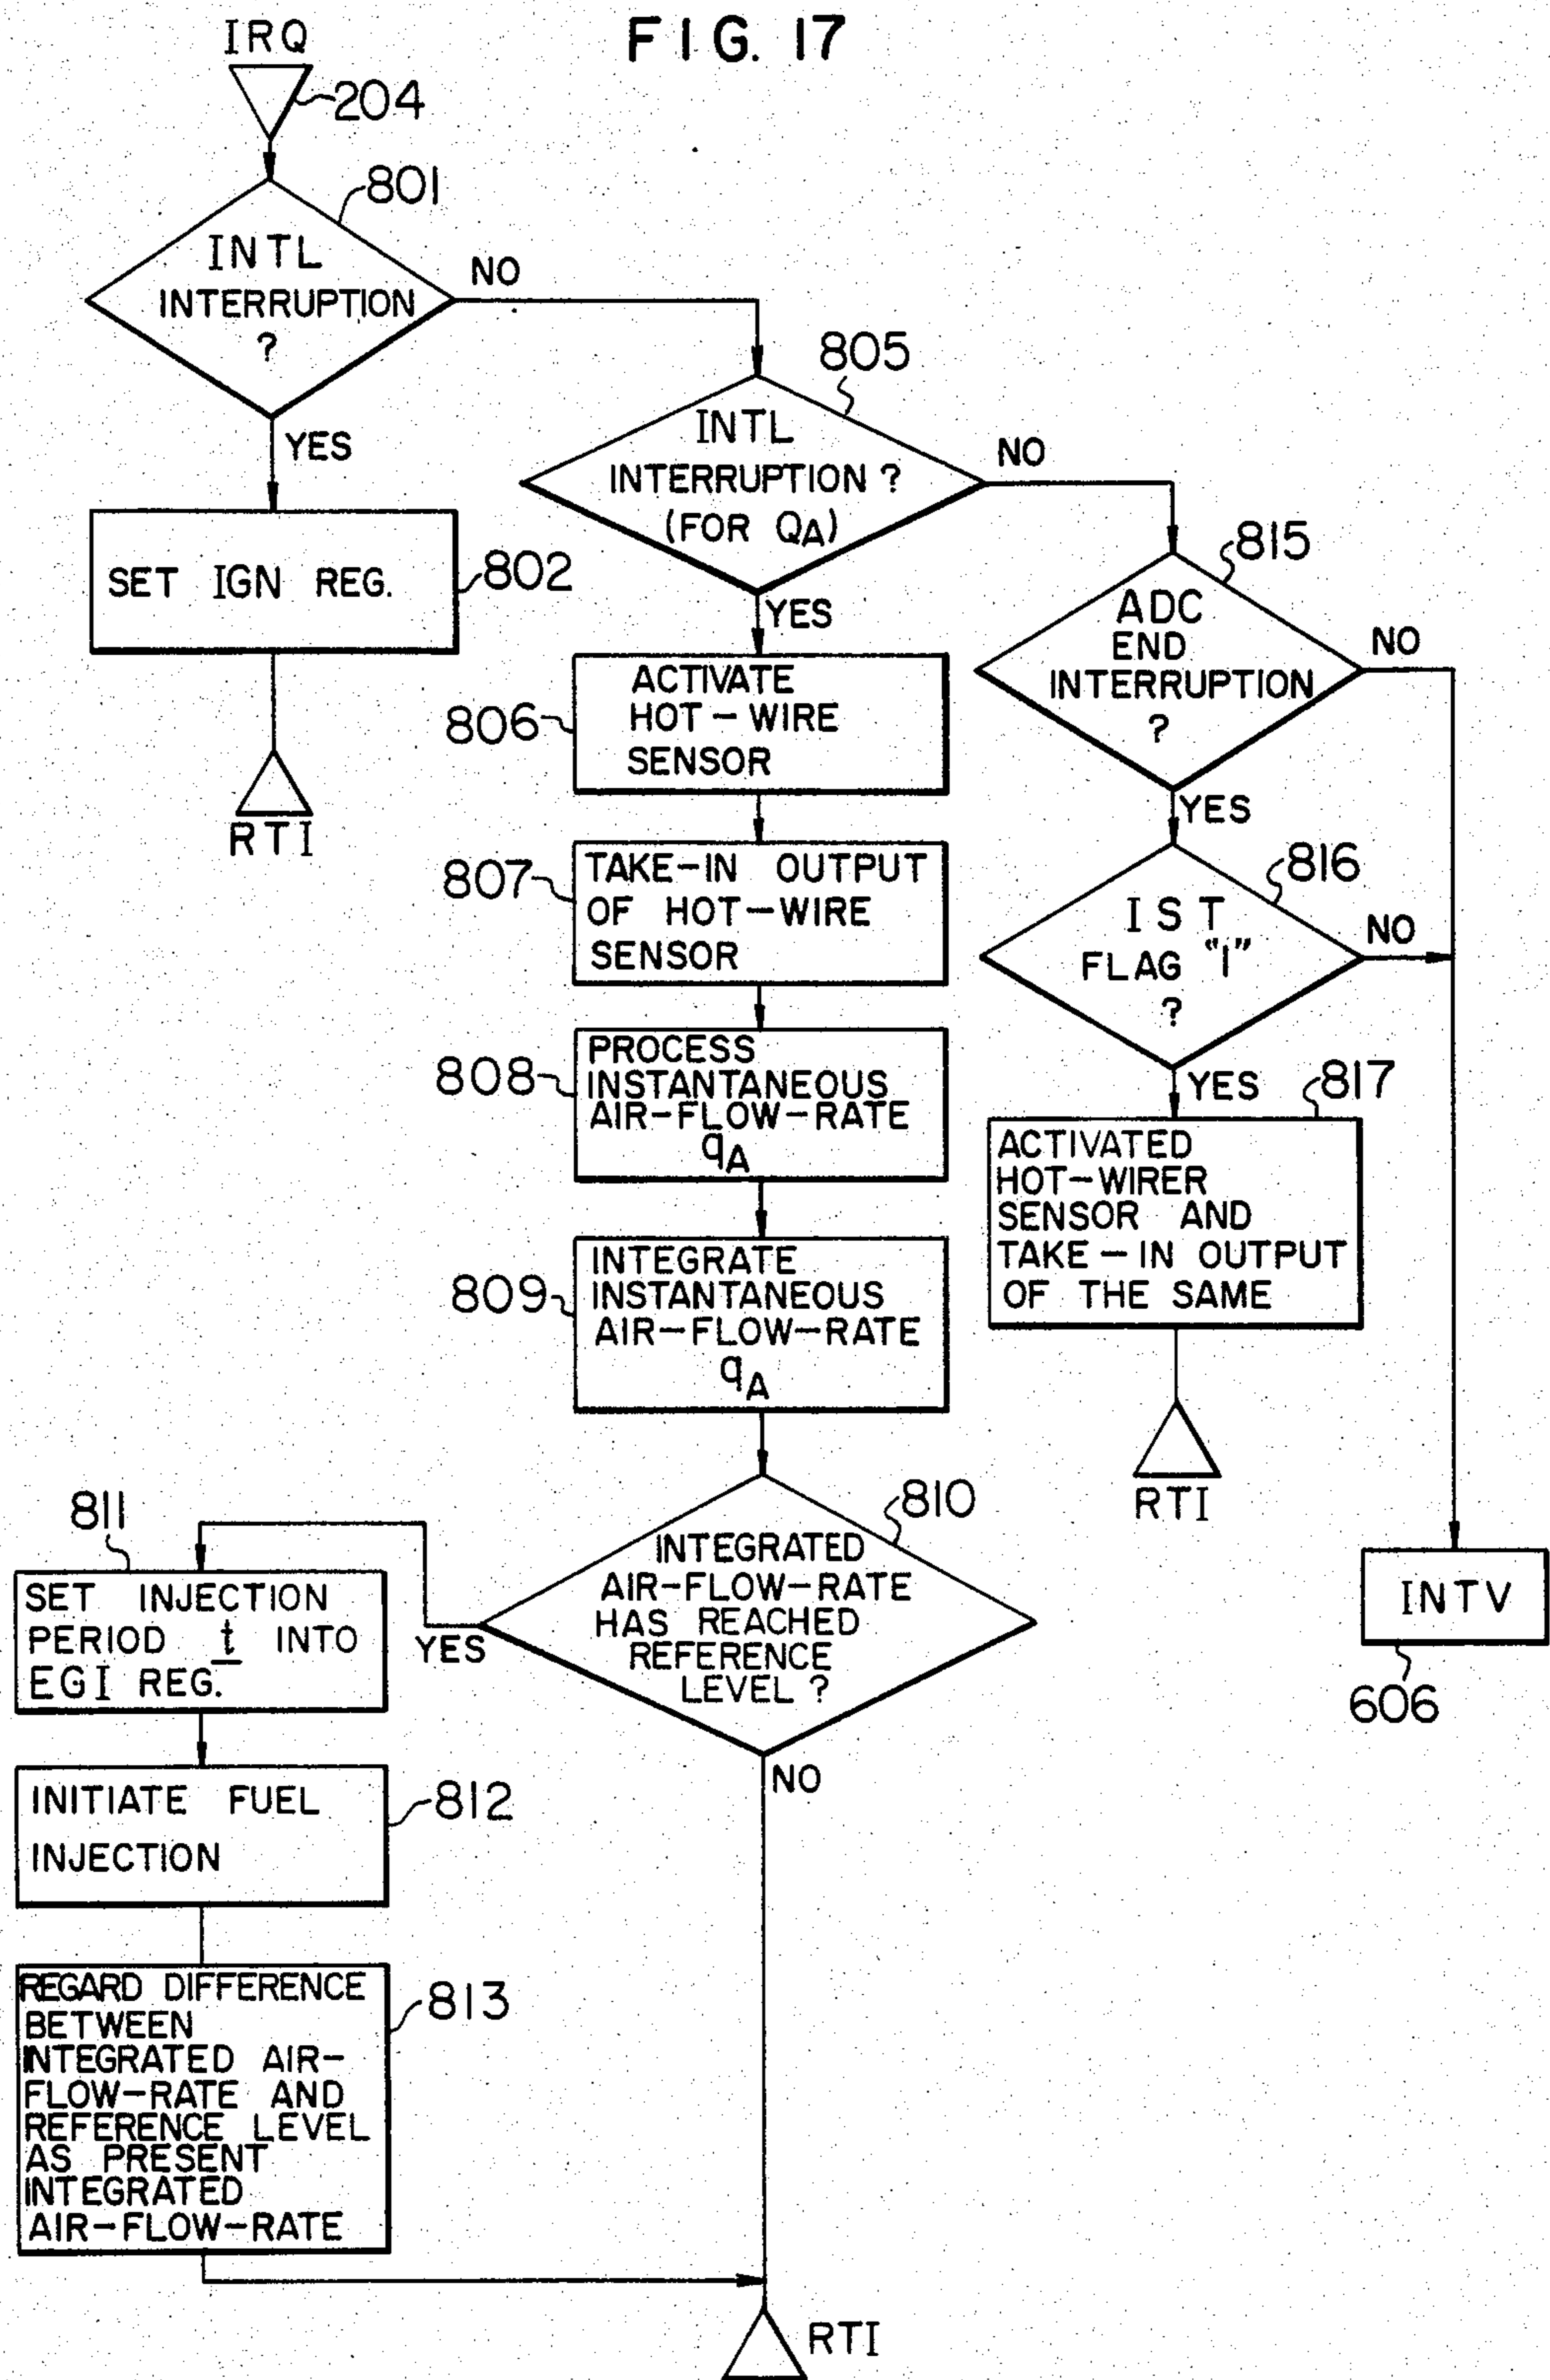 FIG. 17
IRQ
204
801
INTL
INTERRUPTION
?
NO
YES
SET IGN REG.
802
RTI
805
INTL
INTERRUPTION ?
(FOR QA)
NO
YES
806
ACTIVATE
HOT-WIRE
SENSOR
807
TAKE-IN OUTPUT
OF HOT-WIRE
SENSOR
808
PROCESS
INSTANTANEOUS
AIR-FLOW-RATE
qA
809
INTEGRATE
INSTANTANEOUS
AIR-FLOW-RATE
qA
815
ADC
END
INTERRUPTION
?
NO
YES
816
IST
FLAG "1"
?
NO
YES
817
ACTIVATED
HOT-WIRER
SENSOR AND
TAKE-IN OUTPUT
OF THE SAME
RTI
INTV
606
810
INTEGRATED
AIR-FLOW-RATE
HAS REACHED
REFERENCE
LEVEL ?
YES
NO
811
SET INJECTION
PERIOD t INTO
EGI REG.
INITIATE FUEL
INJECTION
812
REGARD DIFFERENCE
BETWEEN
INTEGRATED AIR-
FLOW-RATE AND
REFERENCE LEVEL
AS PRESENT
INTEGRATED
AIR-FLOW-RATE
813
RTI